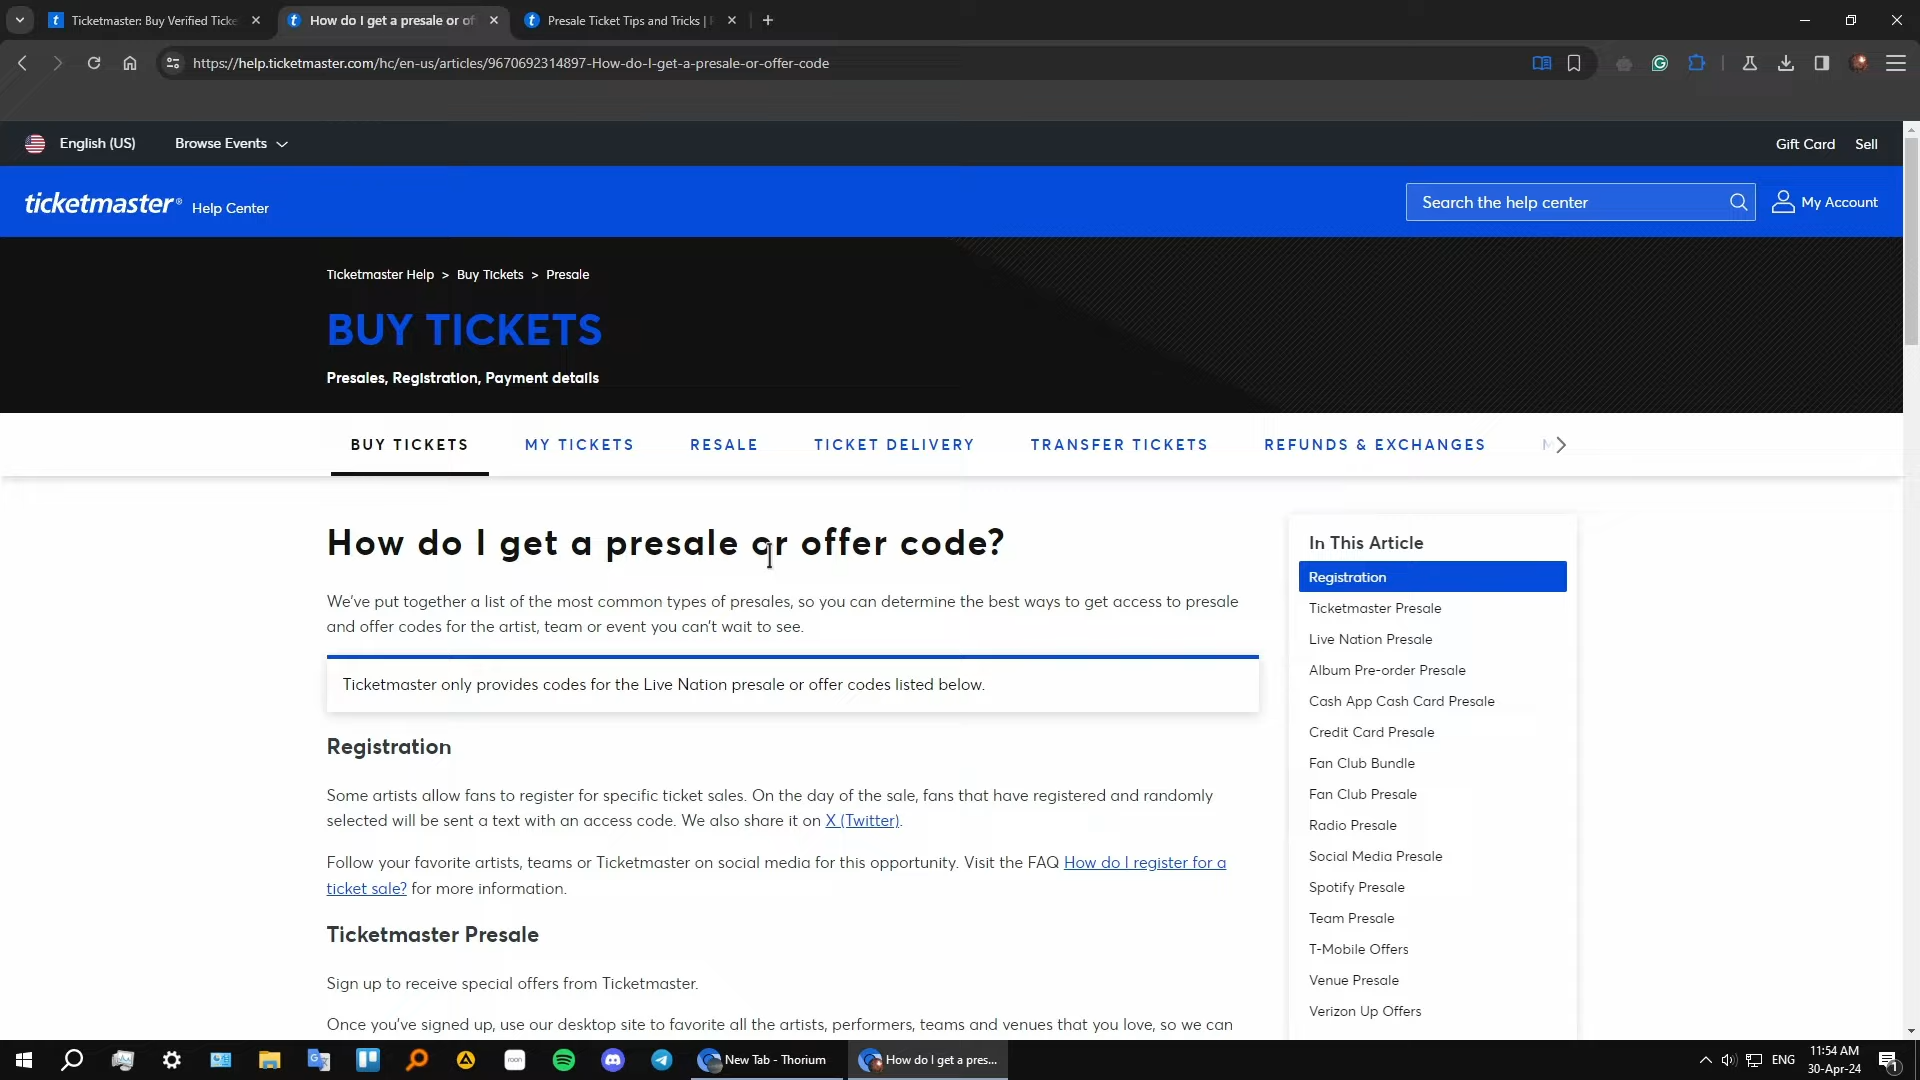 Ticketmaster: Buy Verified Ticke
How do I get a presale or of
Presale Ticket Tips and Tricks |
https://help.ticketmaster.com/hc/en-us/articles/9670692314897-How-do-I-get-a-presale-or-offer-code
English (US)
Browse Events
Gift Card
Sell
ticketmaster® Help Center
Search the help center
My Account
Ticketmaster Help > Buy Tickets > Presale
BUY TICKETS
Presales, Registration, Payment details
BUY TICKETS
MY TICKETS
RESALE
TICKET DELIVERY
TRANSFER TICKETS
REFUNDS & EXCHANGES
How do I get a presale or offer code?
We've put together a list of the most common types of presales, so you can determine the best ways to get access to presale
and offer codes for the artist, team or event you can't wait to see.
Ticketmaster only provides codes for the Live Nation presale or offer codes listed below.
Registration
Some artists allow fans to register for specific ticket sales. On the day of the sale, fans that have registered and randomly
selected will be sent a text with an access code. We also share it on X (Twitter).
Follow your favorite artists, teams or Ticketmaster on social media for this opportunity. Visit the FAQ How do I register for a
ticket sale? for more information.
Ticketmaster Presale
Sign up to receive special offers from Ticketmaster.
Once you've signed up, use our desktop site to favorite all the artists, performers, teams and venues that you love, so we can
In This Article
Registration
Ticketmaster Presale
Live Nation Presale
Album Pre-order Presale
Cash App Cash Card Presale
Credit Card Presale
Fan Club Bundle
Fan Club Presale
Radio Presale
Social Media Presale
Spotify Presale
Team Presale
T-Mobile Offers
Venue Presale
Verizon Up Offers
roon
New Tab - Thorium
How do I get a pres...
ENG
11:54 AM
30-Apr-24
1